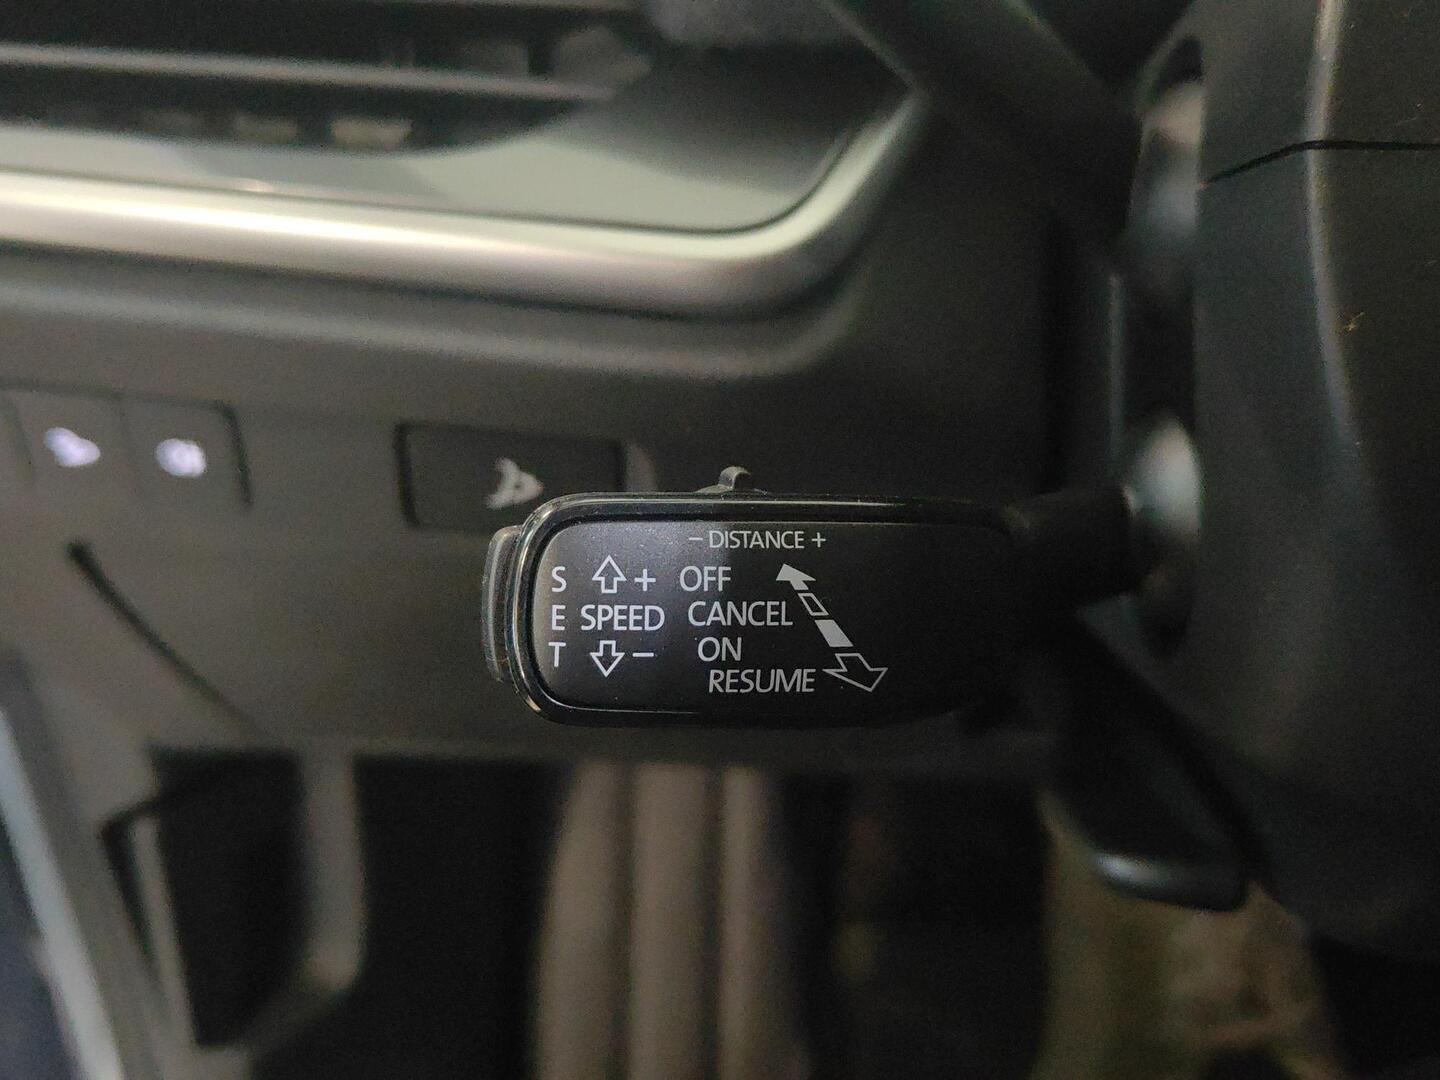 - DISTANCE +
S + OFF
E SPEED CANCEL
T - ON
RESUME